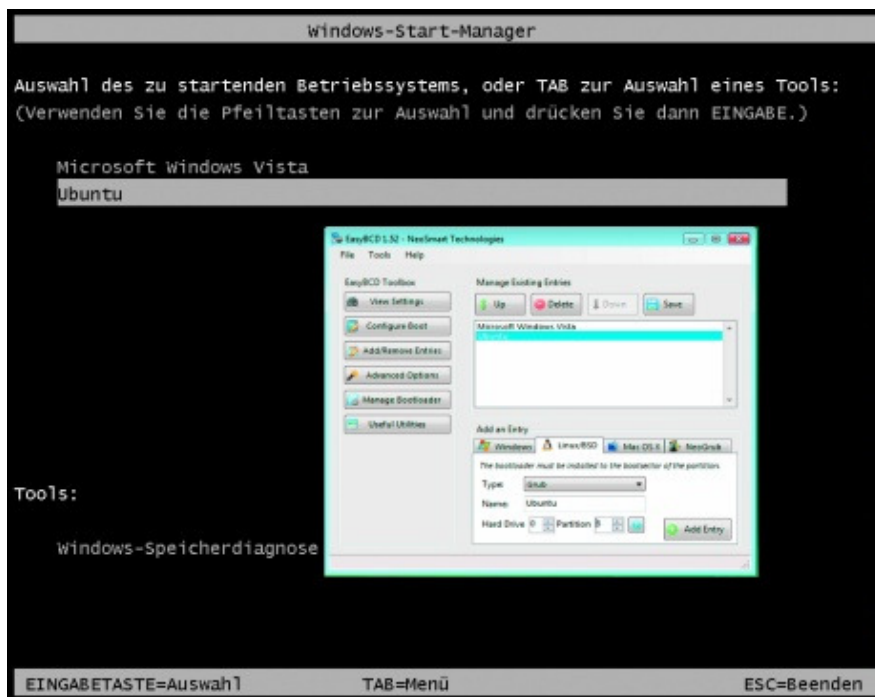 Windows-Start-Manager
Auswahl des zu startenden Betriebssystems, oder TAB zur Auswahl eines Tools:
(Verwenden Sie die Pfeiltasten zur Auswahl und drücken Sie dann EINGABE.)
Microsoft Windows Vista
Ubuntu
EasyBCD 1.52 - NeoSmart Technologies
File Tools Help
EasyBCD Toolbox
View Settings
Configure Boot
Add/Remove Entries
Advanced Options
Manage Bootloader
Useful Utilities
Manage Existing Entries
Up Delete Down Save
Microsoft Windows Vista
Ubuntu
Add an Entry
Windows Linux/BSD Mac OS X NeoGrub
The bootloader must be installed to the bootsector of the partition.
Type: Grub
Name: Ubuntu
Hard Drive 0 Partition
Add Entry
Tools:
Windows-Speicherdiagnose
EINGABETASTE=Auswahl TAB=Menü ESC=Beenden